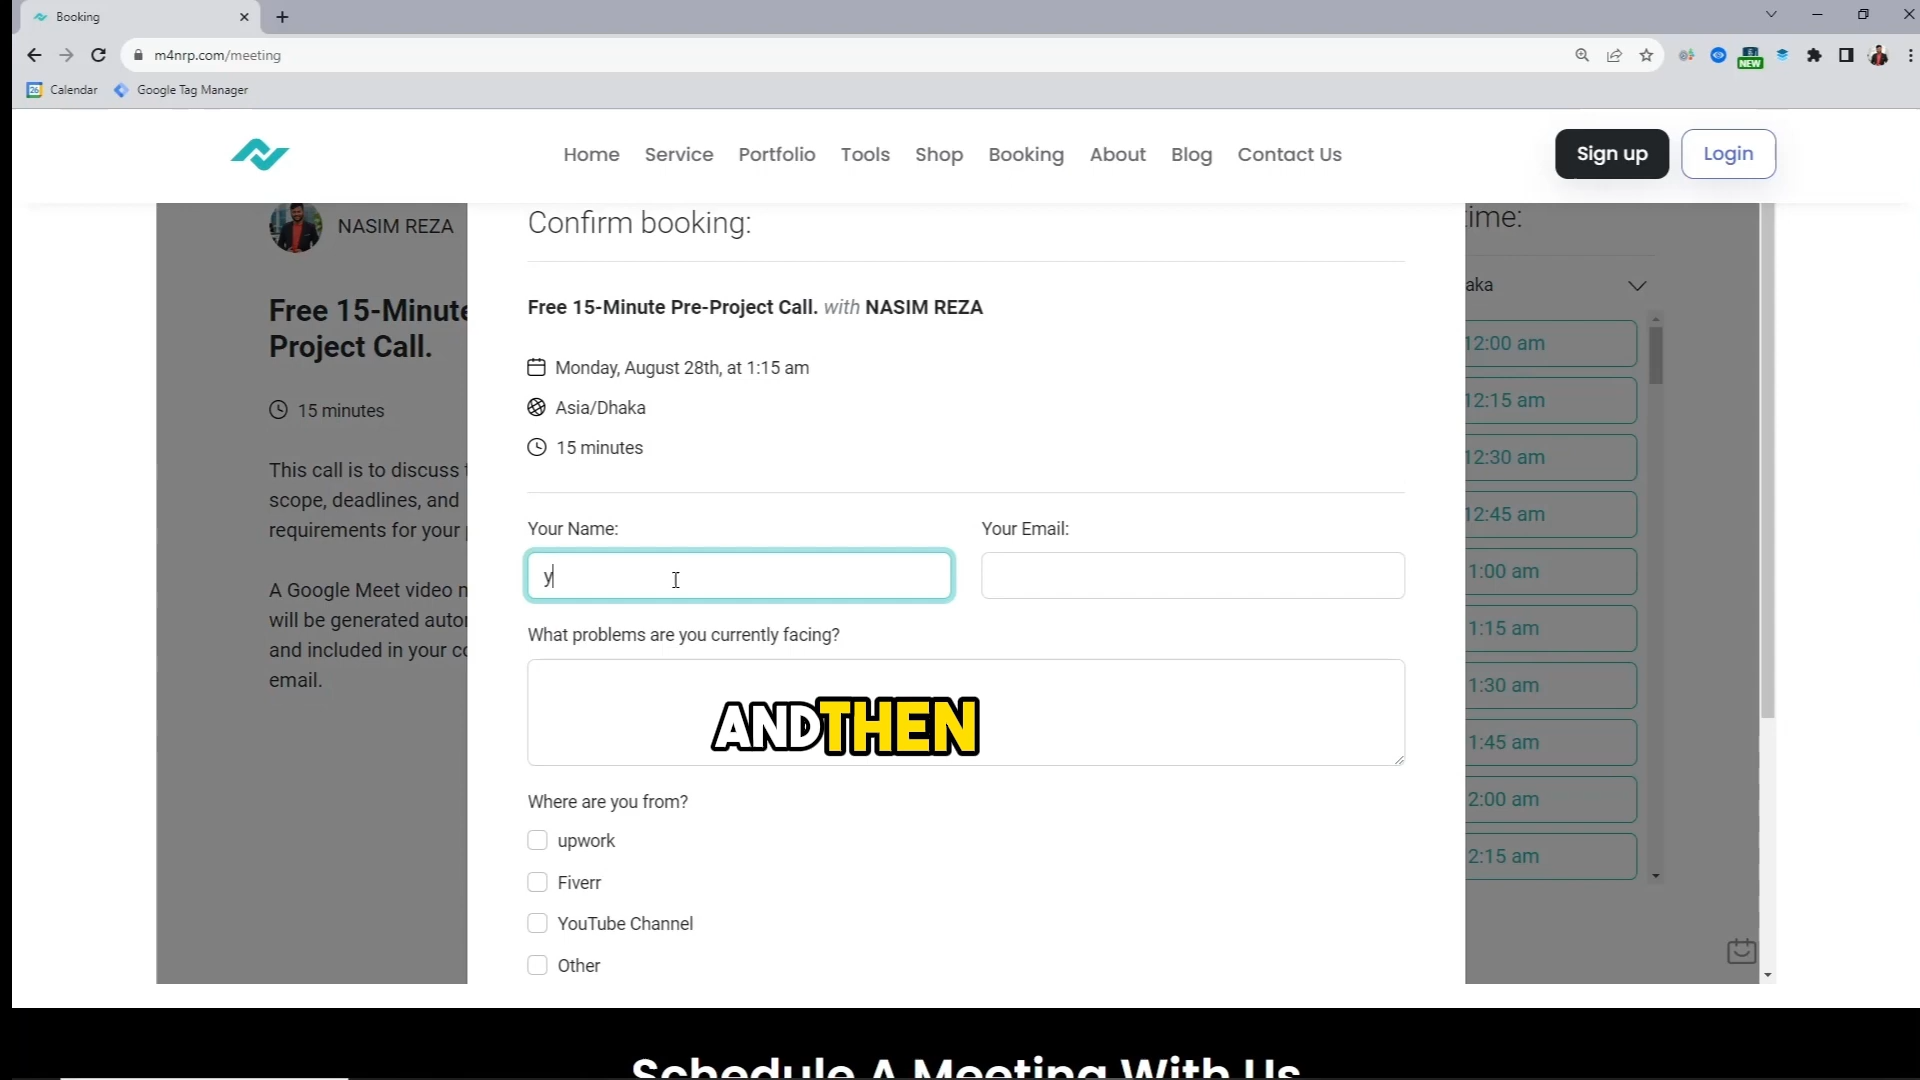 Booking
m4nrp.com/meeting
NEW
26 Calendar Google Tag Manager
Home Service Portfolio Tools Shop Booking About Blog Contact Us Sign up Login
NASIM REZA
Free 15-Minute
Project Call.
15 minutes
This call is to discuss
scope, deadlines, and
requirements for your
A Google Meet video
will be generated
and included in your
email.
Confirm booking:
Free 15-Minute Pre-Project Call. with NASIM REZA
Monday, August 28th, at 1:15 am
Asia/Dhaka
15 minutes
Your Name: Your Email:
y
What problems are you currently facing?
ANDTHEN
Where are you from?
upwork
Fiverr
YouTube Channel
Other
ime:
aka
12:00 am
12:15 am
12:30 am
12:45 am
1:00 am
1:15 am
1:30 am
1:45 am
2:00 am
2:15 am
Schedule A Meeting With Us